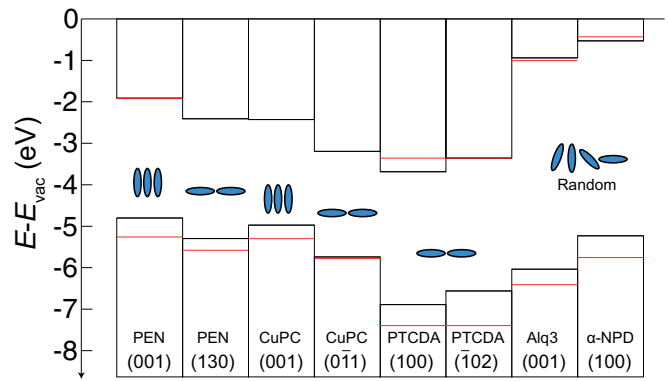 0
-1
-2
-3
-4
-5
-6
-7
-8
E-Evac (eV)
Random
PEN
(001)
PEN
(130)
CuPC
(001)
CuPC
(01̄1̄)
PTCDA
(100)
PTCDA
(1̄02)
Alq3
(001)
α-NPD
(100)